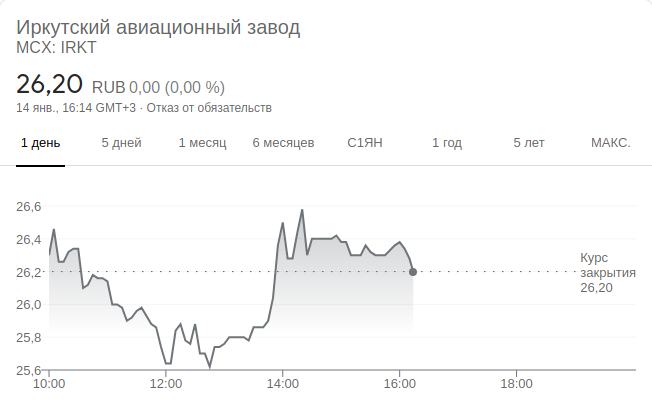 Иркутский авиационный завод
MCX: IRKT
26,20 RUB 0,00 (0,00 %)
14 янв., 16:14 GMT+3 · Отказ от обязательств
1 день 5 дней 1 месяц 6 месяцев С1ЯН 1 год 5 лет МАКС.
26,6
26,4
26,2
26,0
25,8
25,6
Курс
закрытия
26,20
10:00 12:00 14:00 16:00 18:00